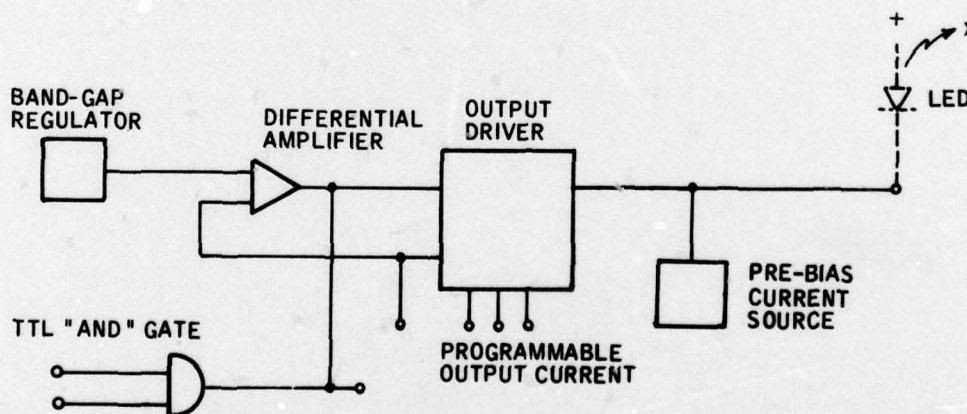 BAND-GAP
REGULATOR
DIFFERENTIAL
AMPLIFIER
OUTPUT
DRIVER
+
LED
TTL "AND" GATE
PROGRAMMABLE
OUTPUT CURRENT
PRE-BIAS
CURRENT
SOURCE